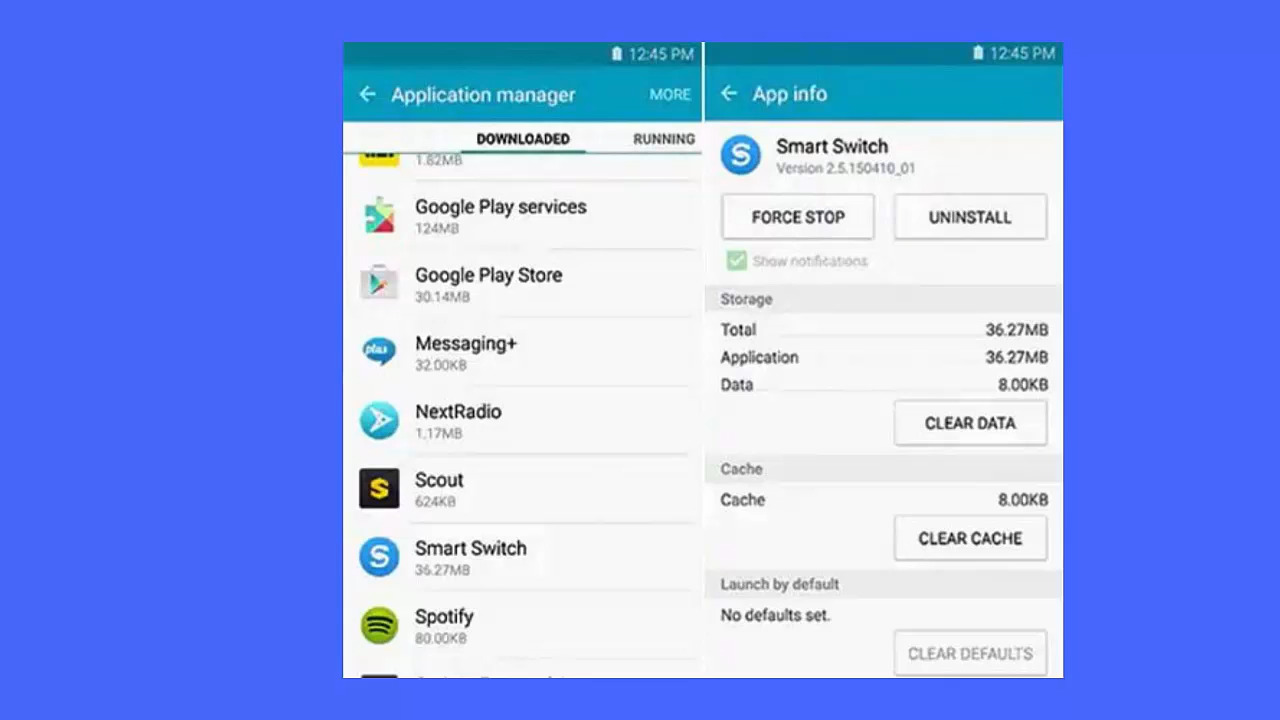 12:45 PM
Application manager
MORE
DOWNLOADED
RUNNING
1.82MB
Google Play services
124MB
Google Play Store
30.14MB
plus
Messaging+
32.00KB
NextRadio
1.17MB
S
Scout
624KB
S
Smart Switch
36.27MB
Spotify
80.00KB
12:45 PM
App info
S
Smart Switch
Version 2.5.150410_01
FORCE STOP
UNINSTALL
Show notifications
Storage
Total 36.27MB
Application 36.27MB
Data 8.00KB
CLEAR DATA
Cache
Cache 8.00KB
CLEAR CACHE
Launch by default
No defaults set.
CLEAR DEFAULTS